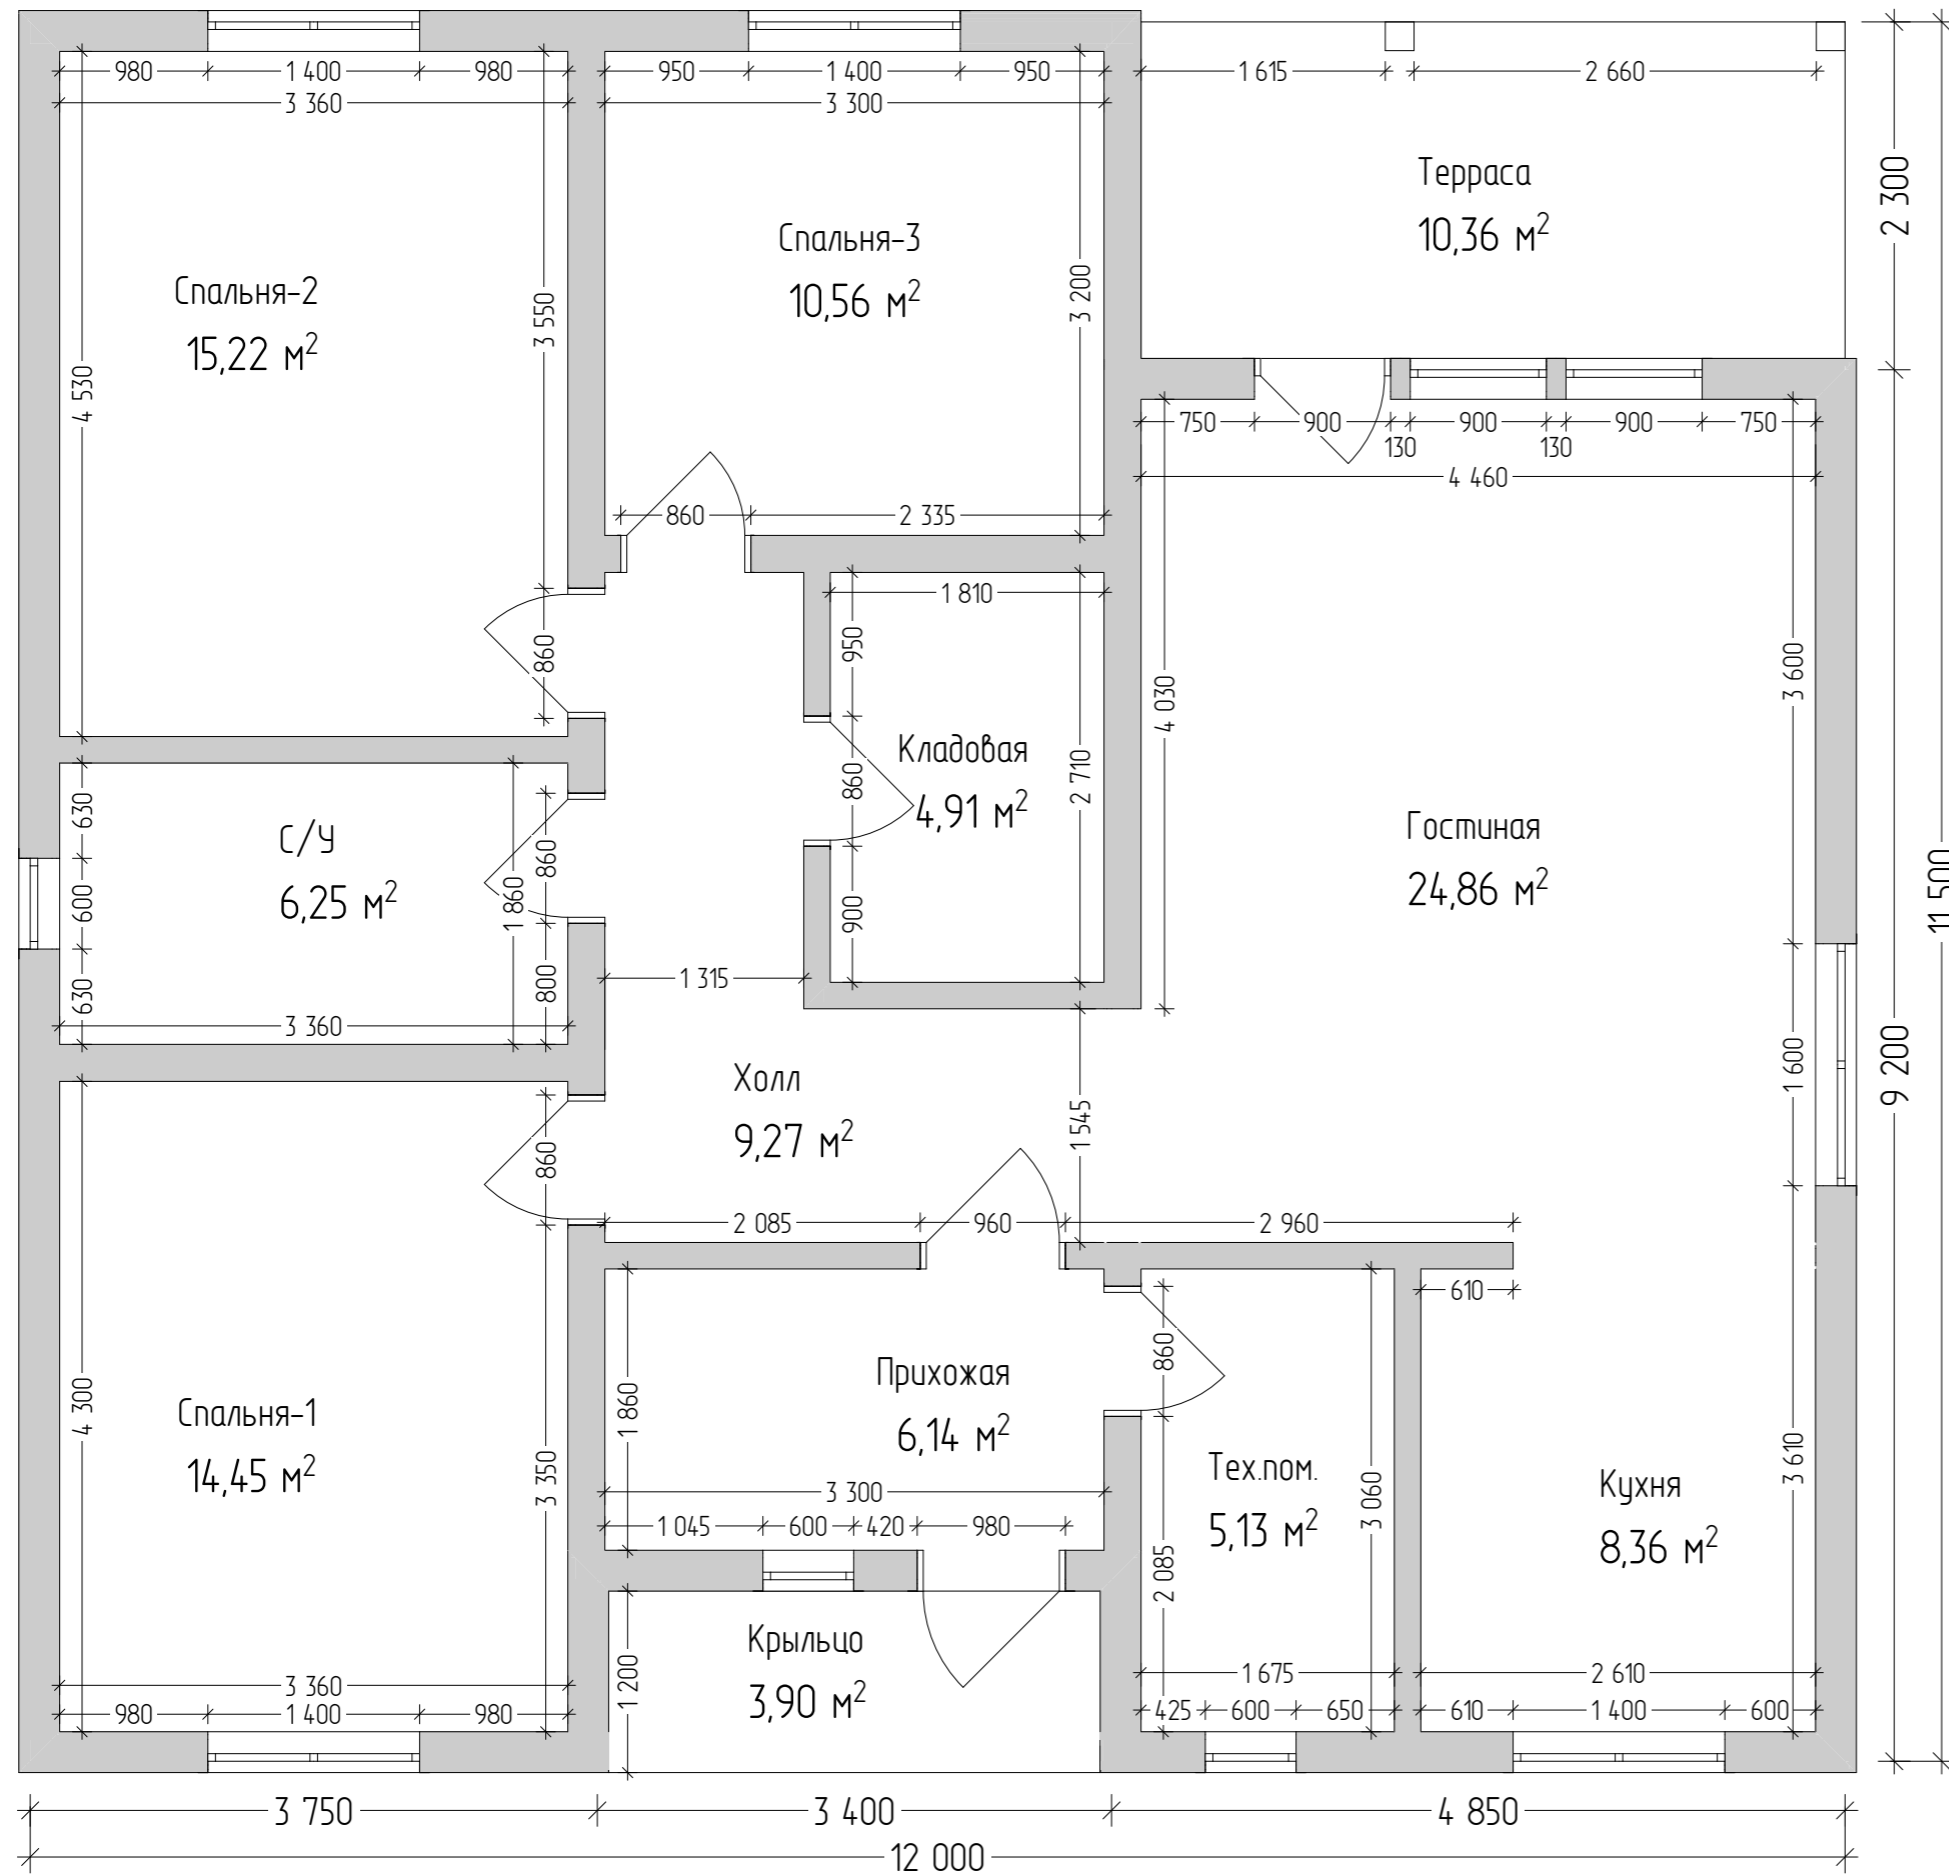 980 1 400 980
3 360
950 1 400 950
3 300
1 615 2 660
Терраса
10,36 м²
2 300
11 500
Спальня-2
15,22 м²
4 530
3 550
860
Спальня-3
10,56 м²
3 200
860 2 335
750 900 130 900 130 900 750
4 460
1 810
950
860
900
2 710
Кладовая
4,91 м²
4 030
3 600
Гостиная
24,86 м²
1 600
9 200
630
600
630
С/У
6,25 м²
1 860
860
800
3 360
1 315
Холл
9,27 м²
1 545
860
2 085 960 2 960
610
4 300
Спальня-1
14,45 м²
3 350
3 360
980 1 400 980
1 860
Прихожая
6,14 м²
3 300
1 045 600 420 980
860
2 085
Тех.пом.
5,13 м²
3 060
Кухня
8,36 м²
3 610
1 200
Крыльцо
3,90 м²
1 675
425 600 650
2 610
610 1 400 600
3 750 3 400 4 850
12 000